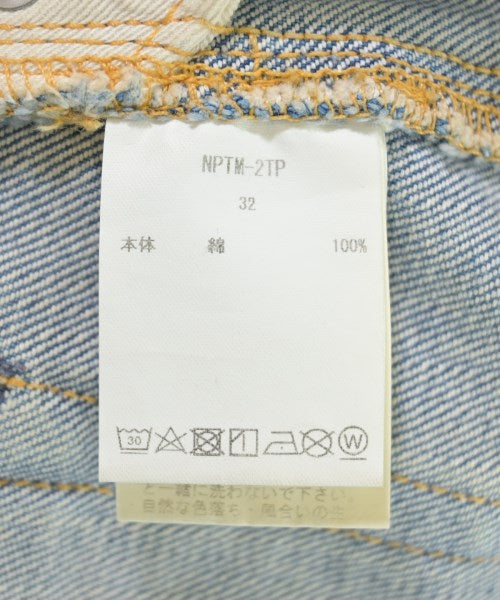 NPTM-2TP
32
本体 綿 100%
30 W
と一緒に洗わないで下さい。
自然な色落ち・風合いの生